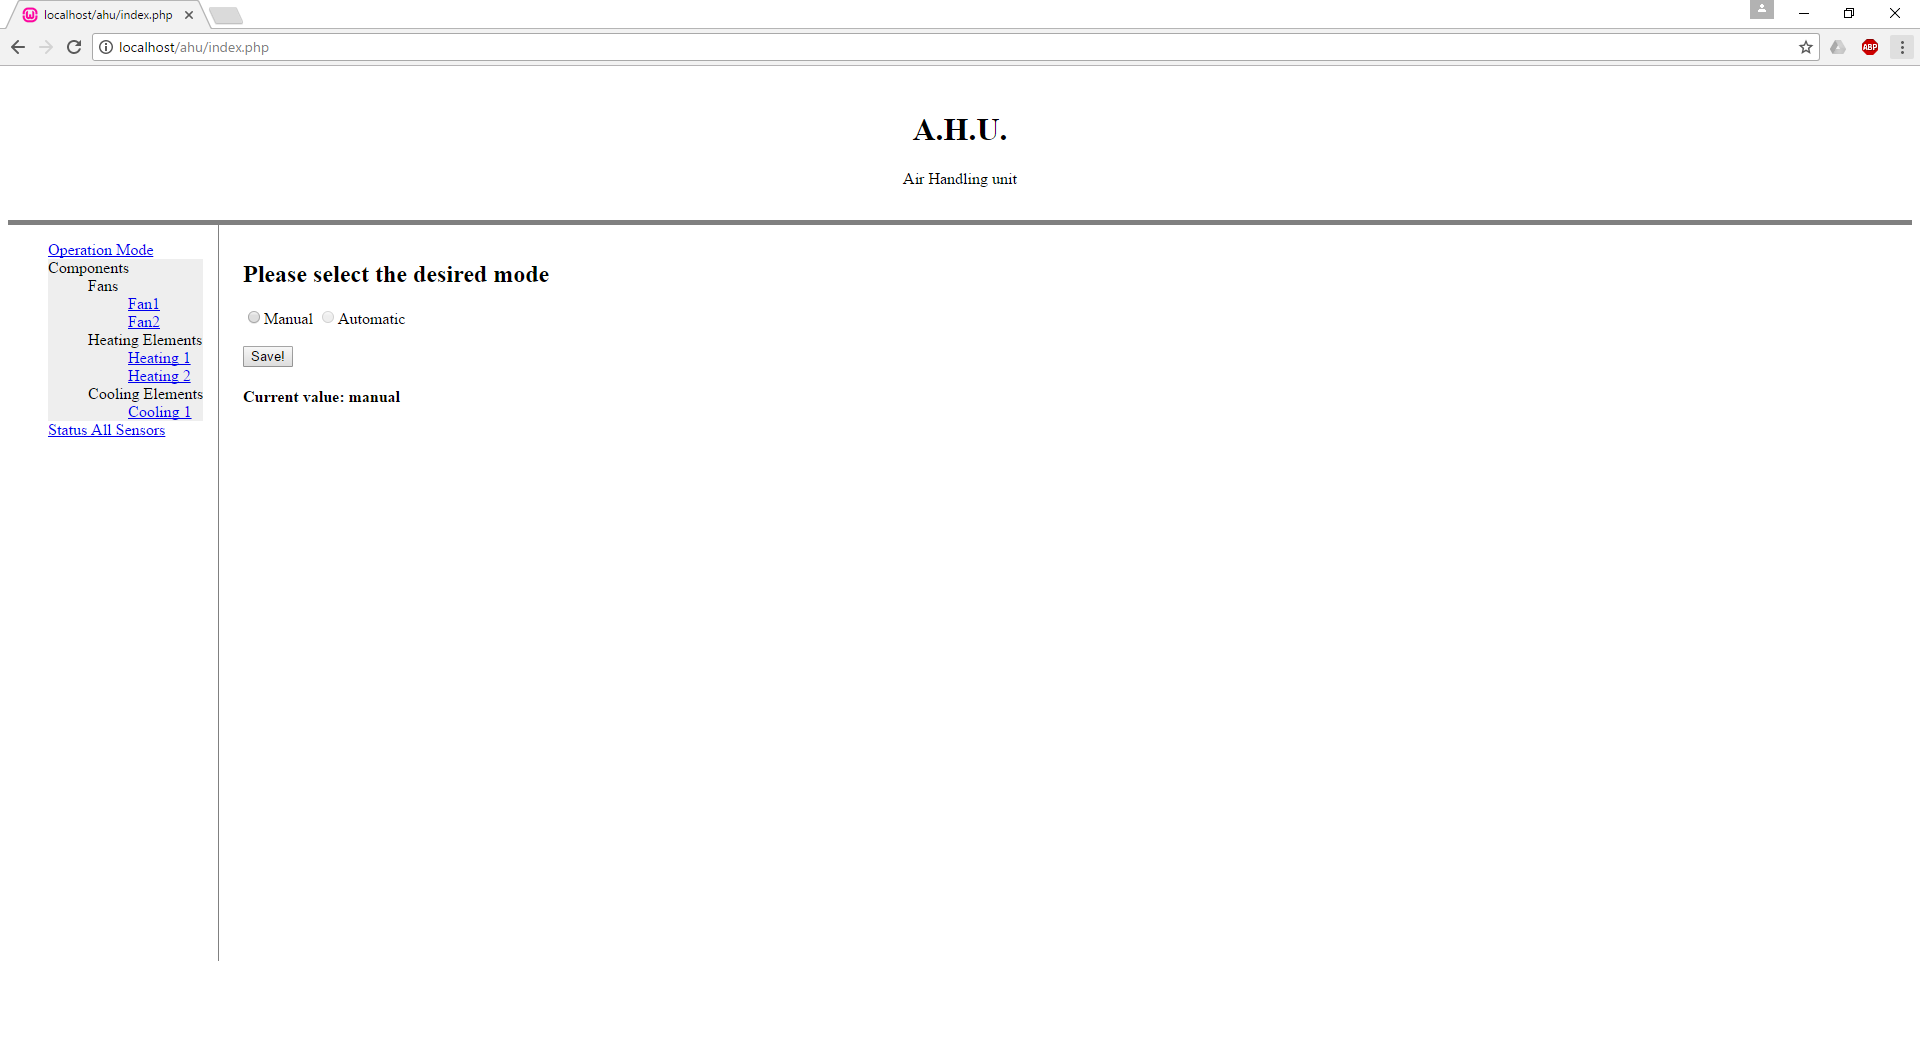 localhost/ahu/index.php
localhost/ahu/index.php
ABP
A.H.U.
Air Handling unit
Operation Mode
Components
Fans
Fan1
Fan2
Heating Elements
Heating 1
Heating 2
Cooling Elements
Cooling 1
Status All Sensors
Please select the desired mode
Manual Automatic
Save!
Current value: manual